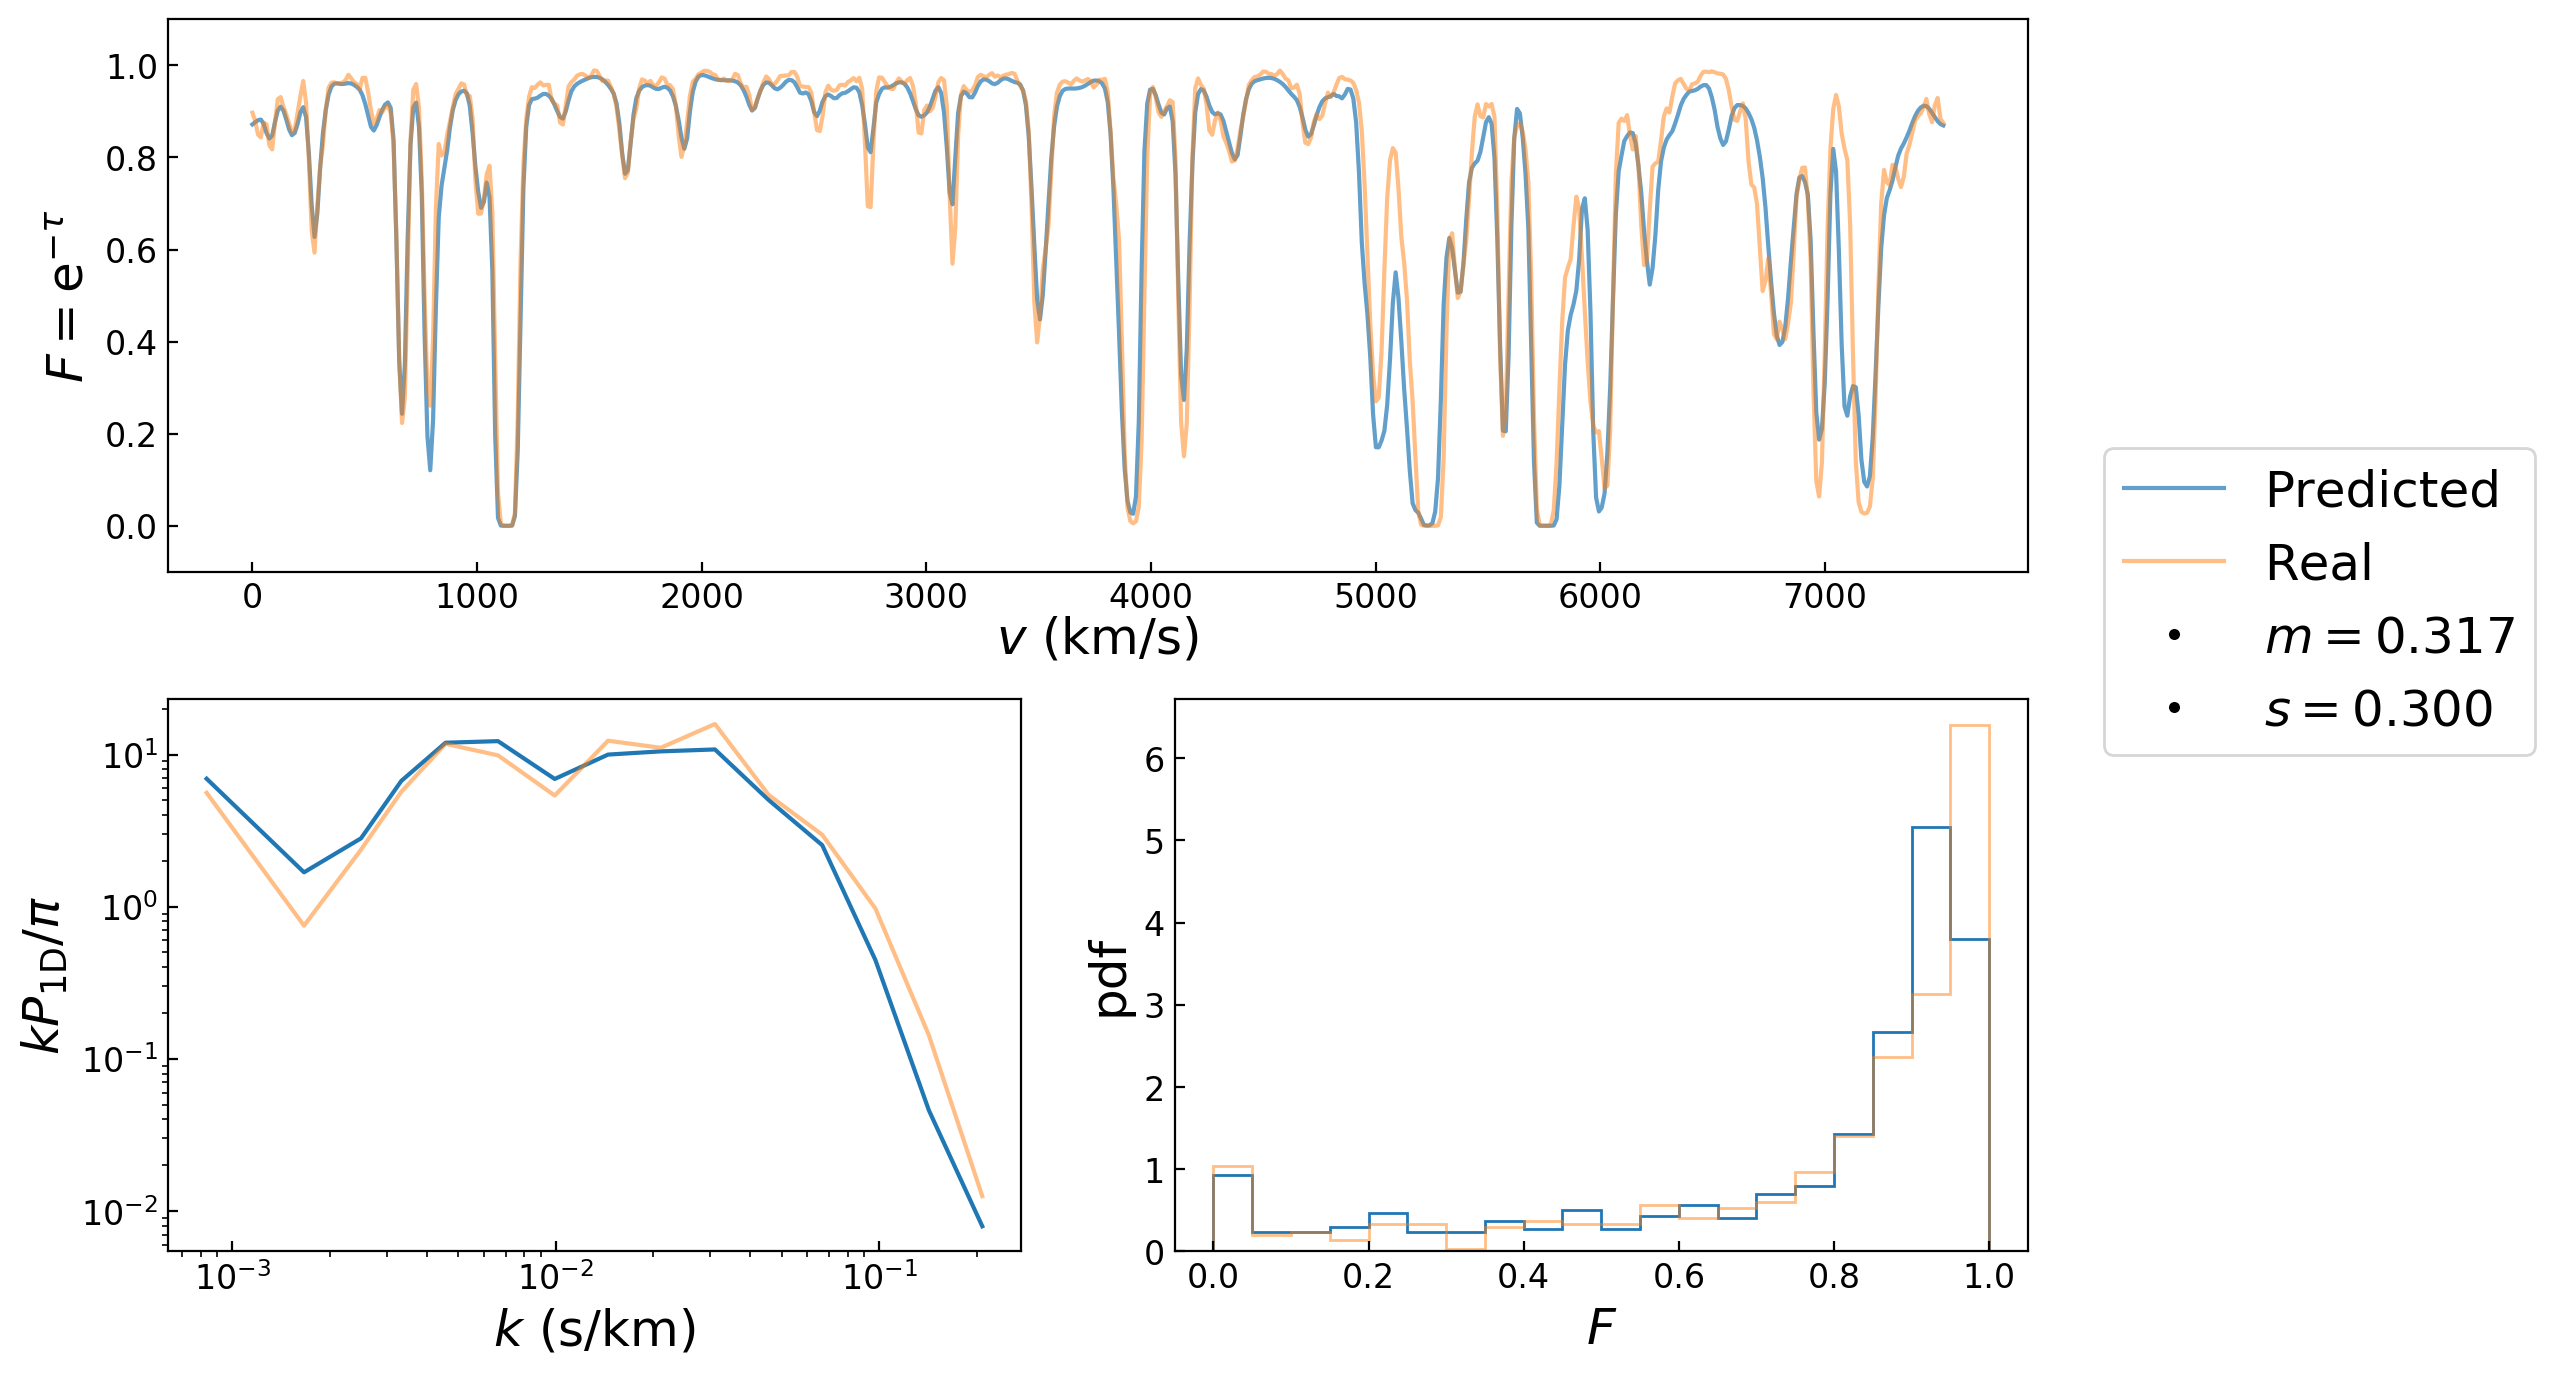 F = e^{-τ}
1.0
0.8
0.6
0.4
0.2
0.0
0 1000 2000 3000 4000 5000 6000 7000
v (km/s)
Predicted
Real
m = 0.317
s = 0.300
kP_{1D}/π
10^1
10^0
10^{-1}
10^{-2}
10^{-3} 10^{-2} 10^{-1}
k (s/km)
pdf
6
5
4
3
2
1
0
0.0 0.2 0.4 0.6 0.8 1.0
F